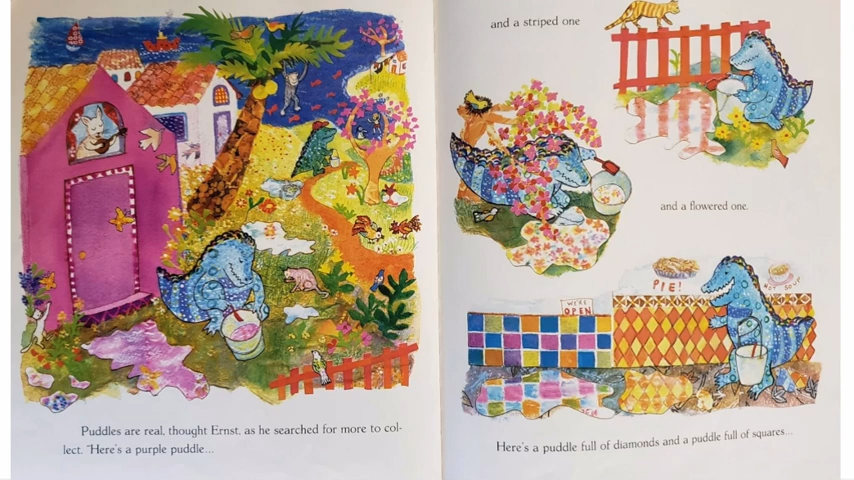 Puddles are real, thought Ernst, as he searched for more to col-
lect. "Here's a purple puddle...
and a striped one
and a flowered one.
WE'RE
OPEN
PIE!
HOT SOUP
Here's a puddle full of diamonds and a puddle full of squares...